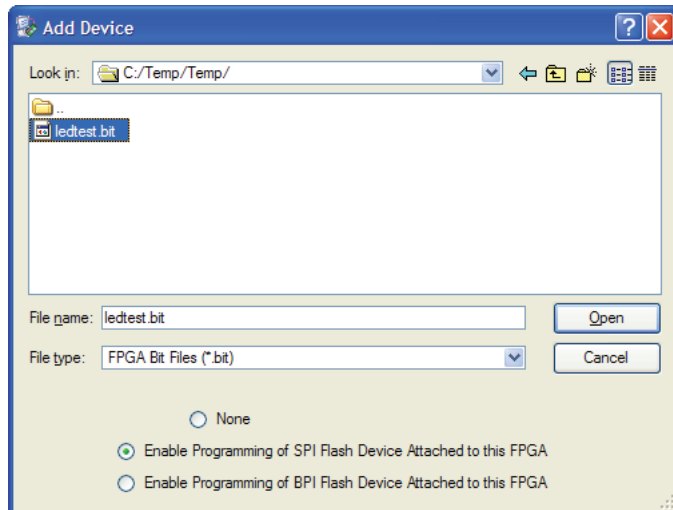 Add Device
Look in: C:/Temp/Temp/
..
ledtest.bit
File name: ledtest.bit Open
File type: FPGA Bit Files (*.bit) Cancel
None
Enable Programming of SPI Flash Device Attached to this FPGA
Enable Programming of BPI Flash Device Attached to this FPGA